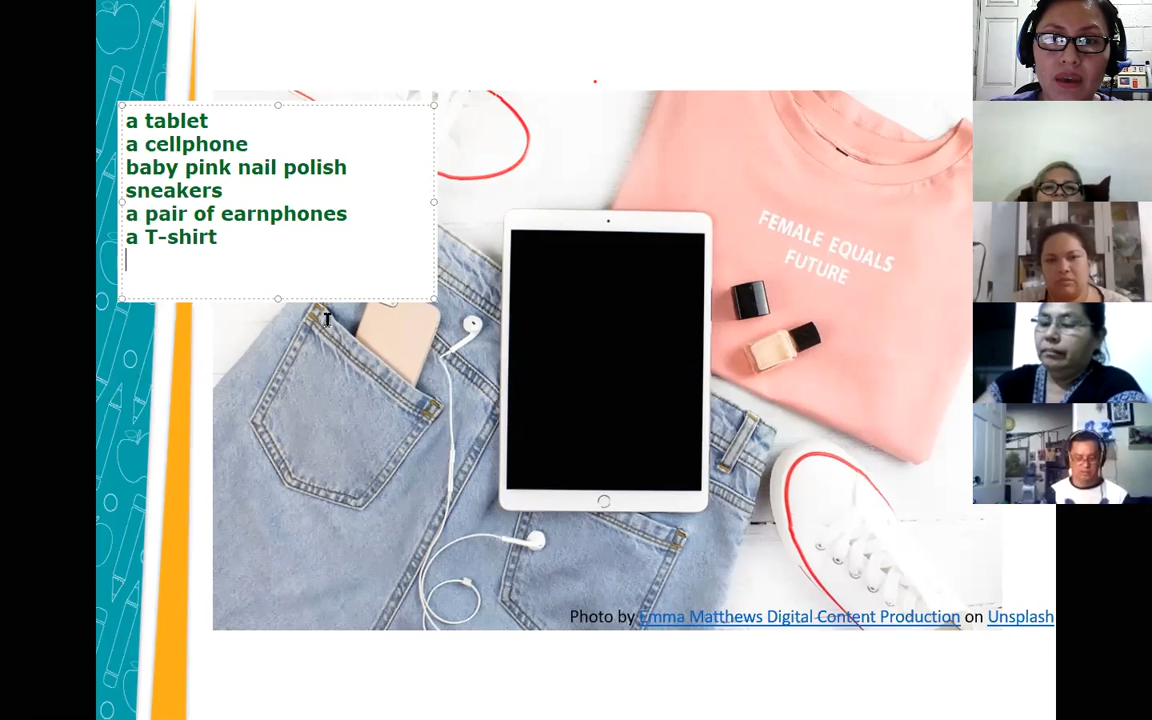 a tablet
a cellphone
baby pink nail polish
sneakers
a pair of earnphones
a T-shirt
FEMALE EQUALS
FUTURE
Photo by Emma Matthews Digital Content Production on Unsplash